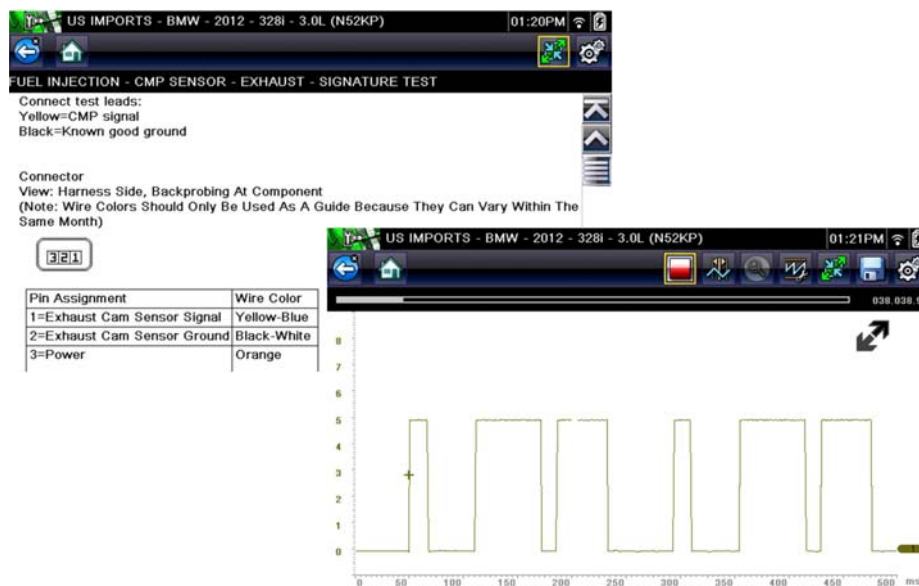 US IMPORTS - BMW - 2012 - 328i - 3.0L (N52KP) 01:20PM
FUEL INJECTION - CMP SENSOR - EXHAUST - SIGNATURE TEST
Connect test leads:
Yellow=CMP signal
Black=Known good ground
Connector
View: Harness Side, Backprobing At Component
(Note: Wire Colors Should Only Be Used As A Guide Because They Can Vary Within The
Same Month)
3 2 1
Pin Assignment Wire Color
1=Exhaust Cam Sensor Signal Yellow-Blue
2=Exhaust Cam Sensor Ground Black-White
3=Power Orange
US IMPORTS - BMW - 2012 - 328i - 3.0L (N52KP) 01:21PM
038.038.9
8
7
6
5
4
3
2
1
0
0 50 100 150 200 250 300 350 400 450 500 ms